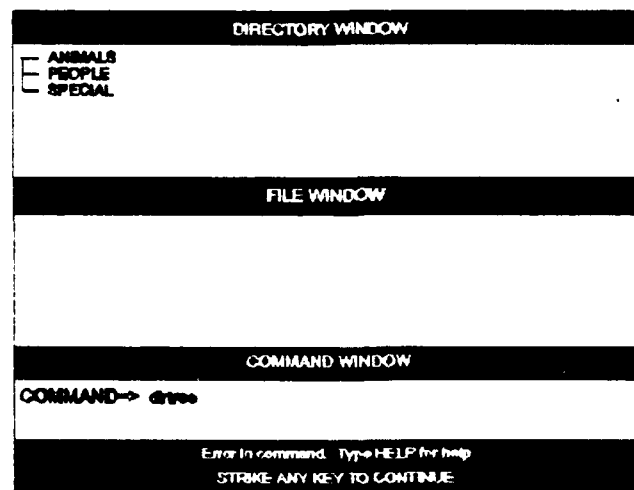 DIRECTORY WINDOW
ANIMALS
PEOPLE
SPECIAL
FILE WINDOW
COMMAND WINDOW
COMMAND=> dirtree
Error in command. Type HELP for help
STRIKE ANY KEY TO CONTINUE